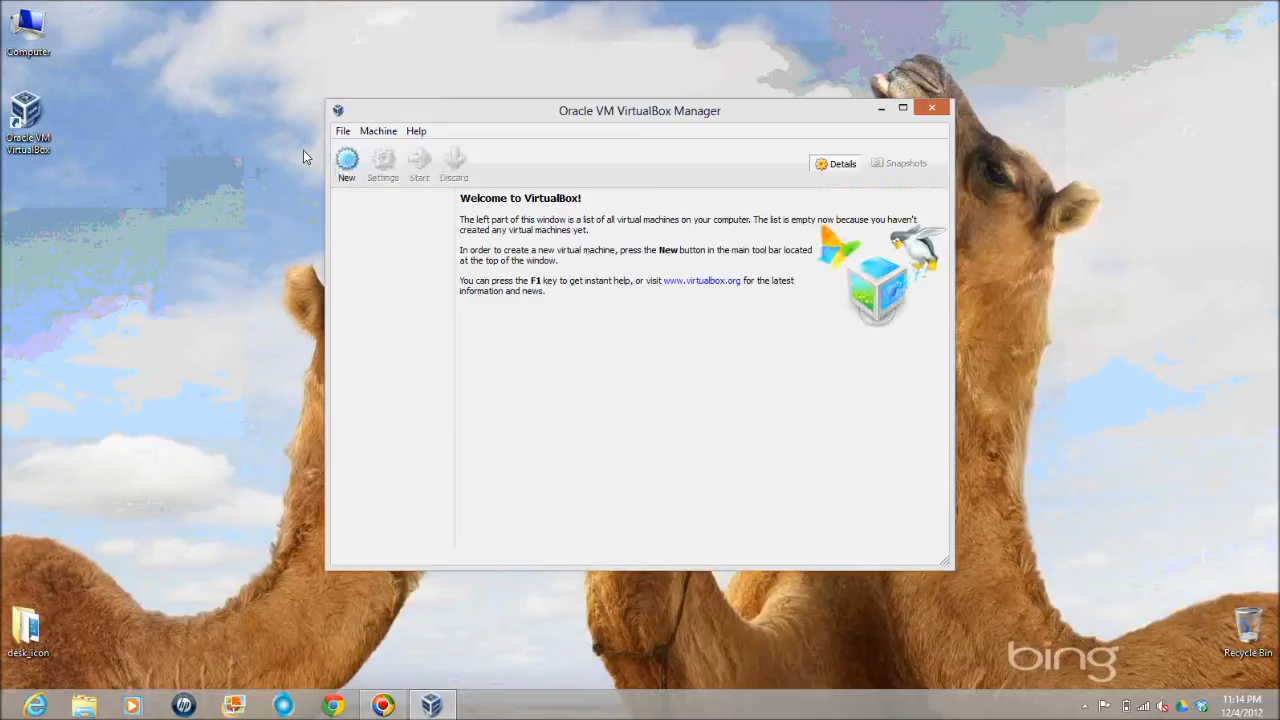 Computer
Oracle VM
VirtualBox
Oracle VM VirtualBox Manager
File Machine Help
New Settings Start Discard
Details Snapshots
Welcome to VirtualBox!
The left part of this window is a list of all virtual machines on your computer. The list is empty now because you haven't
created any virtual machines yet.
In order to create a new virtual machine, press the New button in the main tool bar located
at the top of the window.
You can press the F1 key to get instant help, or visit www.virtualbox.org for the latest
information and news.
desk_icon
Recycle Bin
bing
hp
11:14 PM
12/4/2012